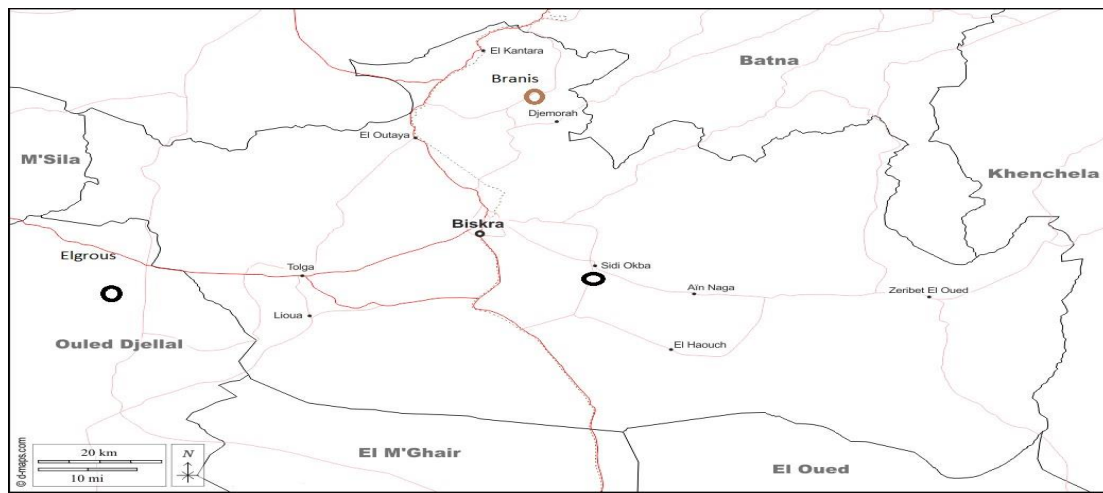 El Kantara
Branis
Batna
Djemorah
El Outaya
M'Sila
Khenchela
Biskra
Elgrous
Tolga
Sidi Okba
Aïn Naga
Zeribet El Oued
Lioua
Ouled Djellal
El Haouch
El M'Ghair
El Oued
20 km
10 mi
N
© d-maps.com